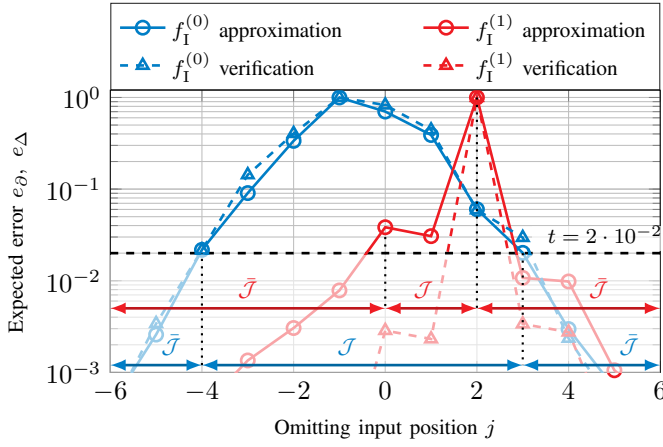 f_I^(0) approximation f_I^(1) approximation
f_I^(0) verification f_I^(1) verification
Expected error e_∂, e_Δ
10^0
10^−1
10^−2
10^−3
t = 2 · 10^−2
𝒥̄ 𝒥 𝒥̄
𝒥̄ 𝒥 𝒥̄
−6 −4 −2 0 2 4 6
Omitting input position j